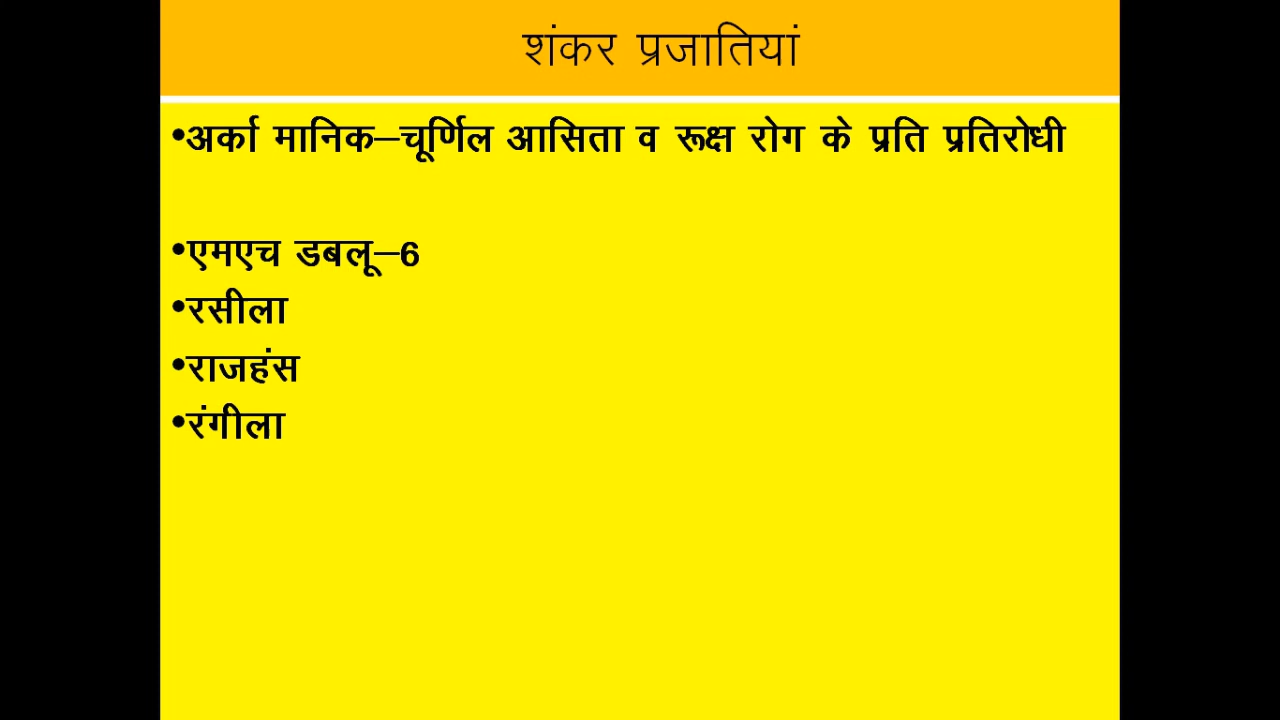 शंकर प्रजातियां
•अर्का मानिक–चूर्णिल आसिता व रूक्ष रोग के प्रति प्रतिरोधी
•एमएच डबलू–6
•रसीला
•राजहंस
•रंगीला